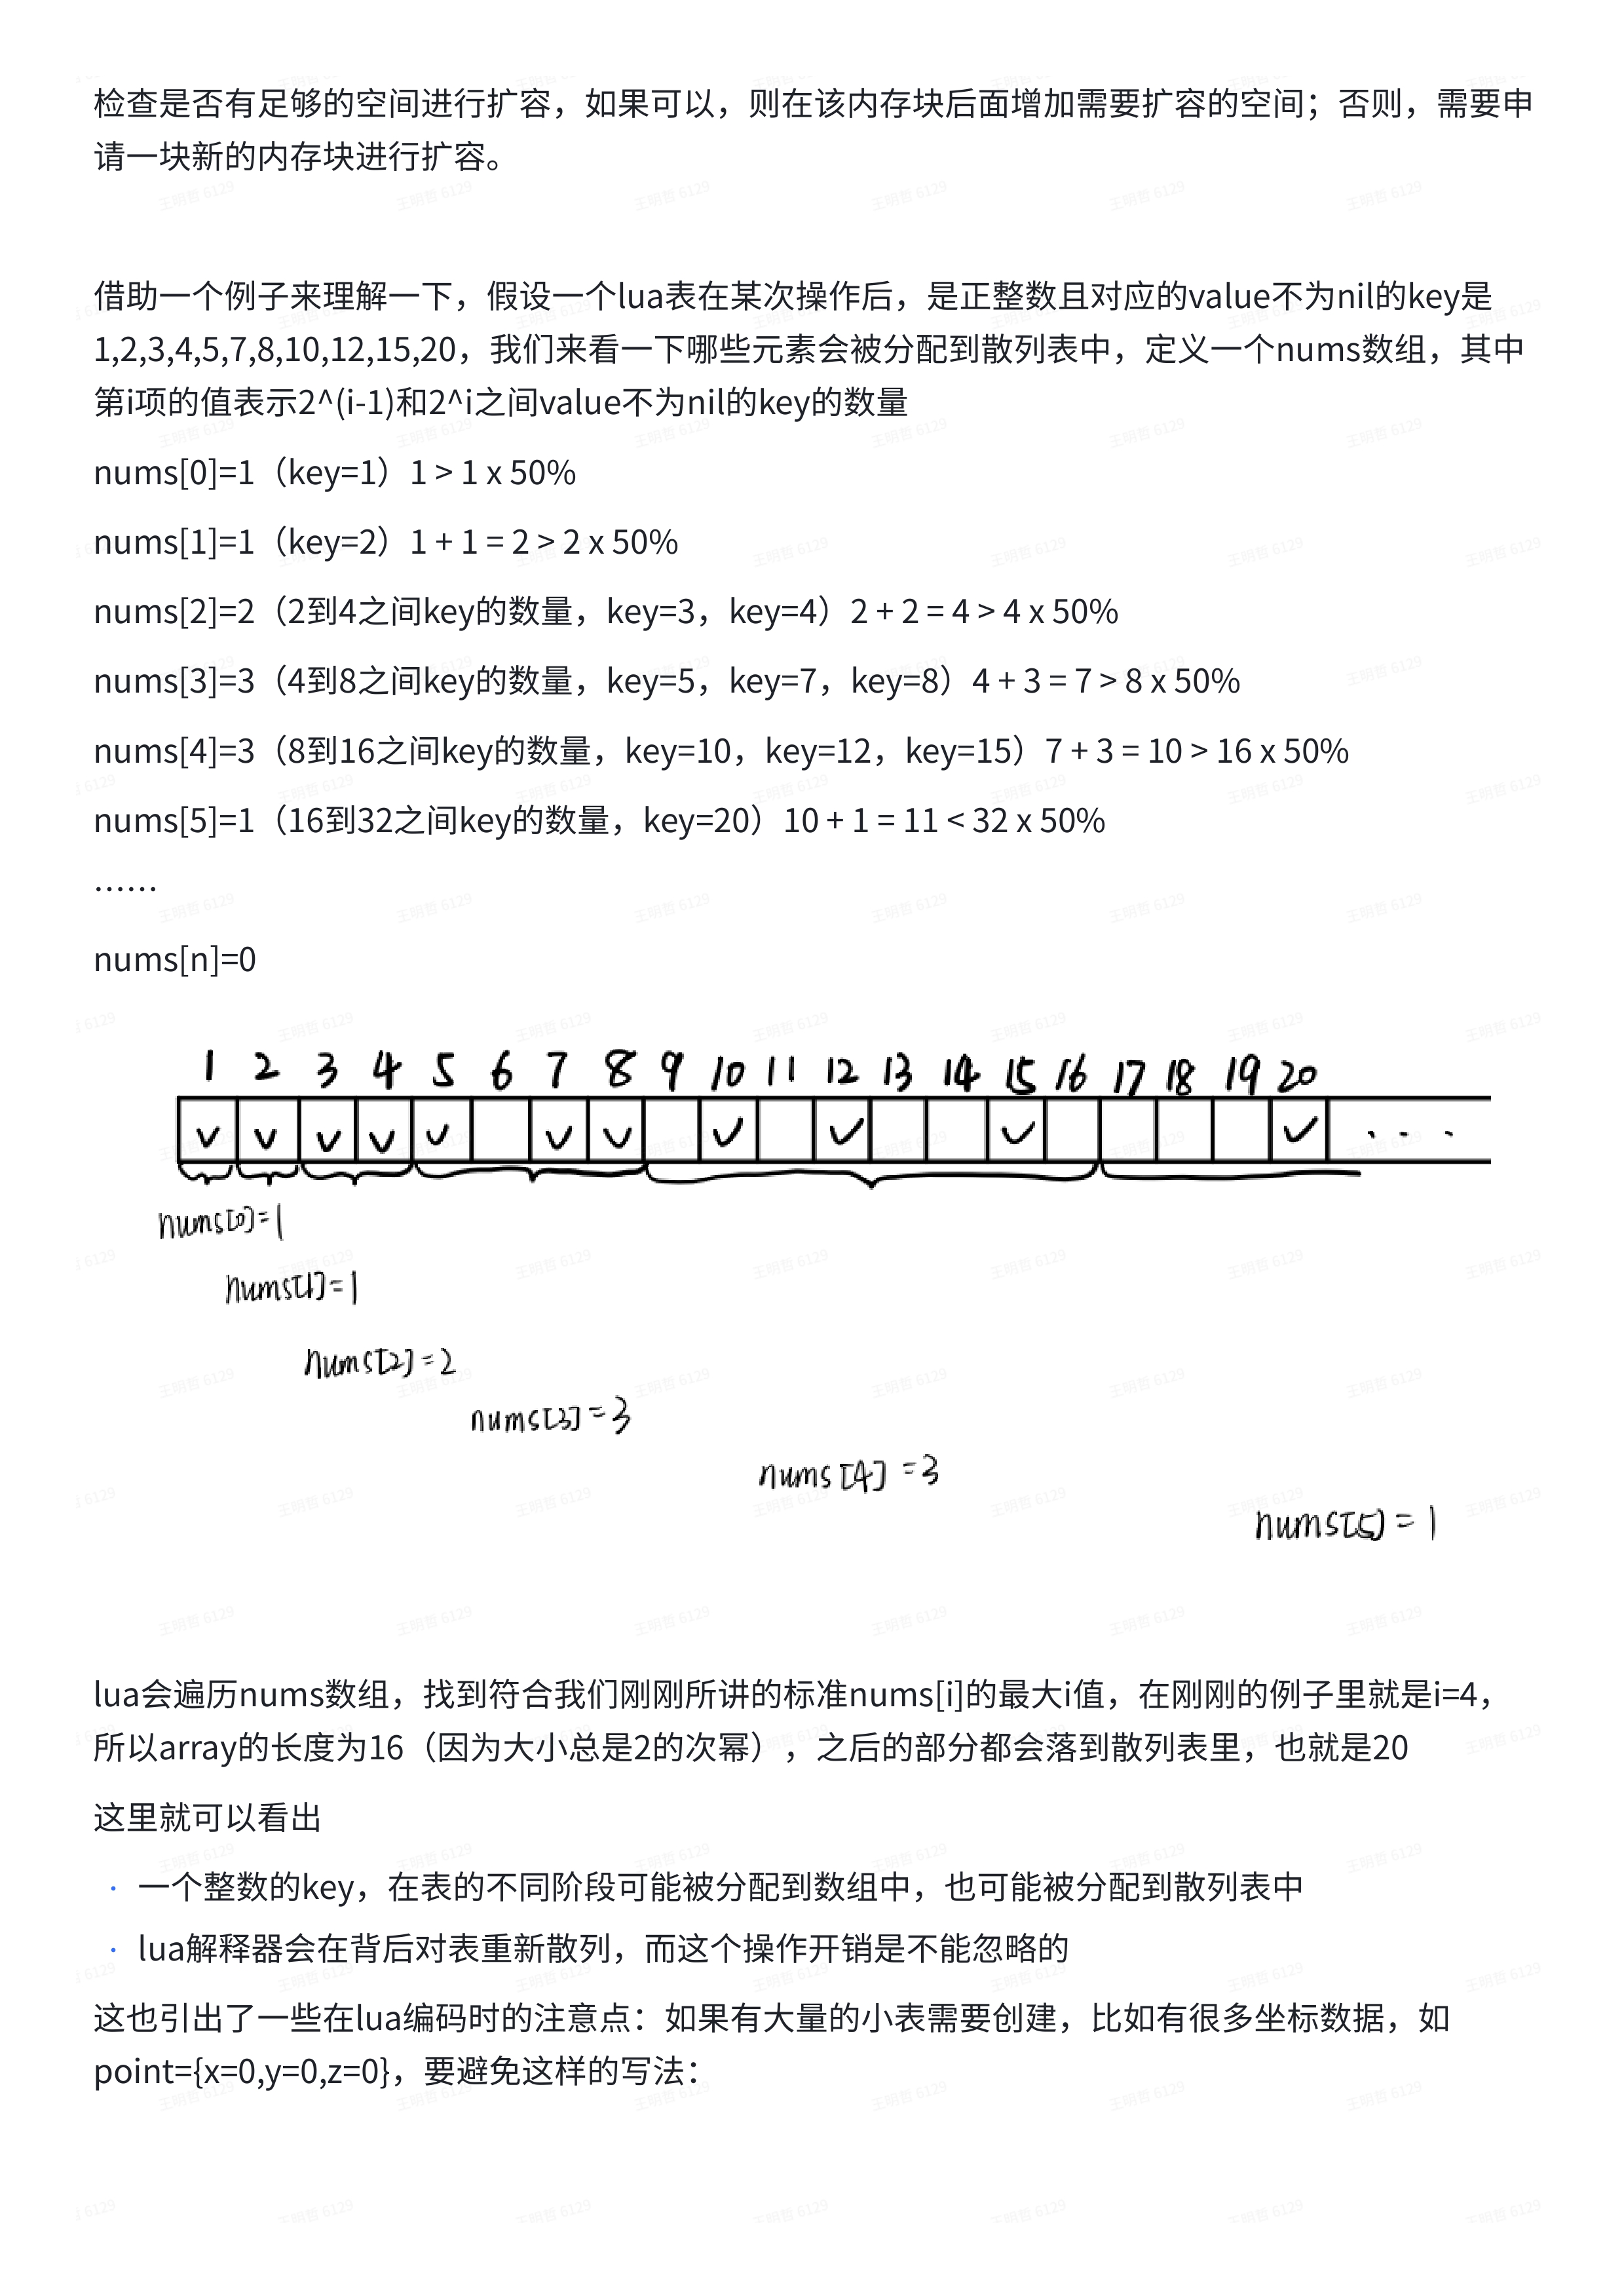 检查是否有足够的空间进行扩容，如果可以，则在该内存块后面增加需要扩容的空间；否则，需要申
请一块新的内存块进行扩容。
借助一个例子来理解一下，假设一个lua表在某次操作后，是正整数且对应的value不为nil的key是
1,2,3,4,5,7,8,10,12,15,20，我们来看一下哪些元素会被分配到散列表中，定义一个nums数组，其中
第i项的值表示2^(i-1)和2^i之间value不为nil的key的数量
nums[0]=1（key=1）1 > 1 x 50%
nums[1]=1（key=2）1 + 1 = 2 > 2 x 50%
nums[2]=2（2到4之间key的数量，key=3，key=4）2 + 2 = 4 > 4 x 50%
nums[3]=3（4到8之间key的数量，key=5，key=7，key=8）4 + 3 = 7 > 8 x 50%
nums[4]=3（8到16之间key的数量，key=10，key=12，key=15）7 + 3 = 10 > 16 x 50%
nums[5]=1（16到32之间key的数量，key=20）10 + 1 = 11 < 32 x 50%
……
nums[n]=0
1 2 3 4 5 6 7 8 9 10 11 12 13 14 15 16 17 18 19 20
nums[0]=1
nums[1]=1
nums[2]=2
nums[3]=3
nums[4]=3
nums[5]=1
lua会遍历nums数组，找到符合我们刚刚所讲的标准nums[i]的最大i值，在刚刚的例子里就是i=4，
所以array的长度为16（因为大小总是2的次幂），之后的部分都会落到散列表里，也就是20
这里就可以看出
· 一个整数的key，在表的不同阶段可能被分配到数组中，也可能被分配到散列表中
· lua解释器会在背后对表重新散列，而这个操作开销是不能忽略的
这也引出了一些在lua编码时的注意点：如果有大量的小表需要创建，比如有很多坐标数据，如
point={x=0,y=0,z=0}，要避免这样的写法：
王明哲 6129